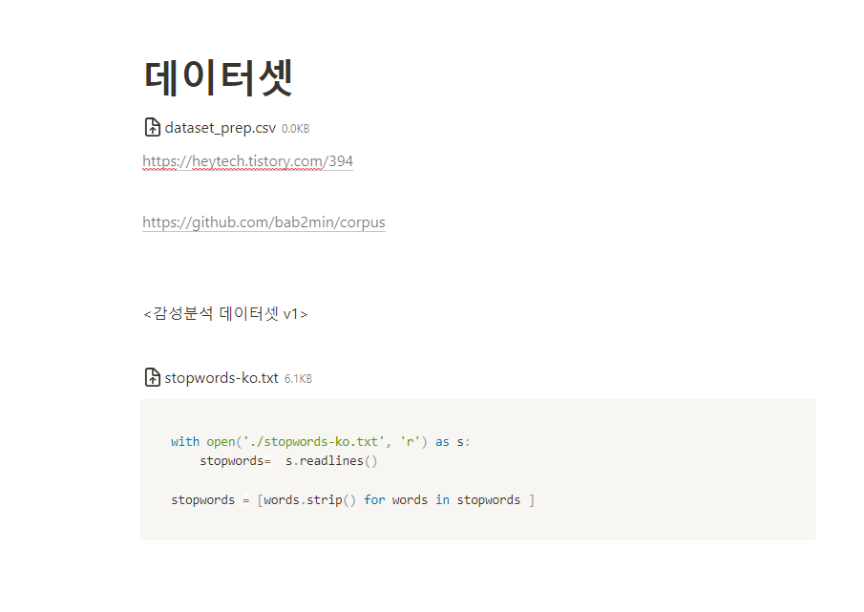 데이터셋
dataset_prep.csv 0.0KB
https://heytech.tistory.com/394
https://github.com/bab2min/corpus
<감성분석 데이터셋 v1>
stopwords-ko.txt 6.1KB
with open('./stopwords-ko.txt', 'r') as s:
    stopwords=  s.readlines()
stopwords = [words.strip() for words in stopwords ]